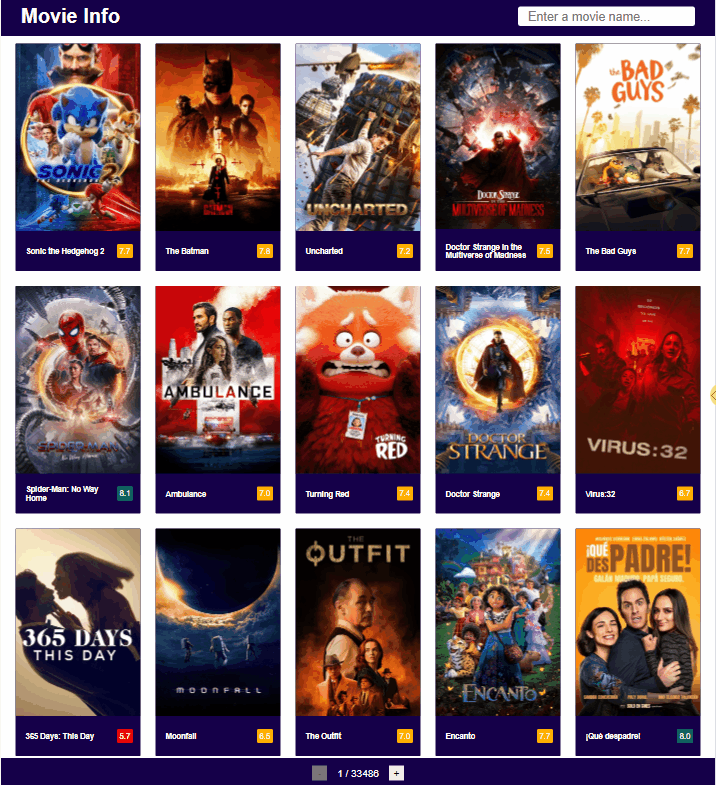 Movie Info
Enter a movie name...
SONIC 2
THE BATMAN
UNCHARTED
DOCTOR STRANGE
MULTIVERSE OF MADNESS
the BAD
GUYS
Sonic the Hedgehog 2 7.7
The Batman 7.8
Uncharted 7.2
Doctor Strange in the
Multiverse of Madness 7.5
The Bad Guys 7.7
SPIDER-MAN
No Way Home
AMBULANCE
TURNING
RED
DOCTOR
STRANGE
VIRUS:32
Spider-Man: No Way
Home 8.1
Ambulance 7.0
Turning Red 7.4
Doctor Strange 7.4
Virus:32 6.7
365 DAYS
THIS DAY
MOONFALL
THE
OUTFIT
ENCANTO
¡QUÉ
DESPADRE!
365 Days: This Day 5.7
Moonfall 6.5
The Outfit 7.0
Encanto 7.7
¡Qué despadre! 8.0
1 / 33486 +